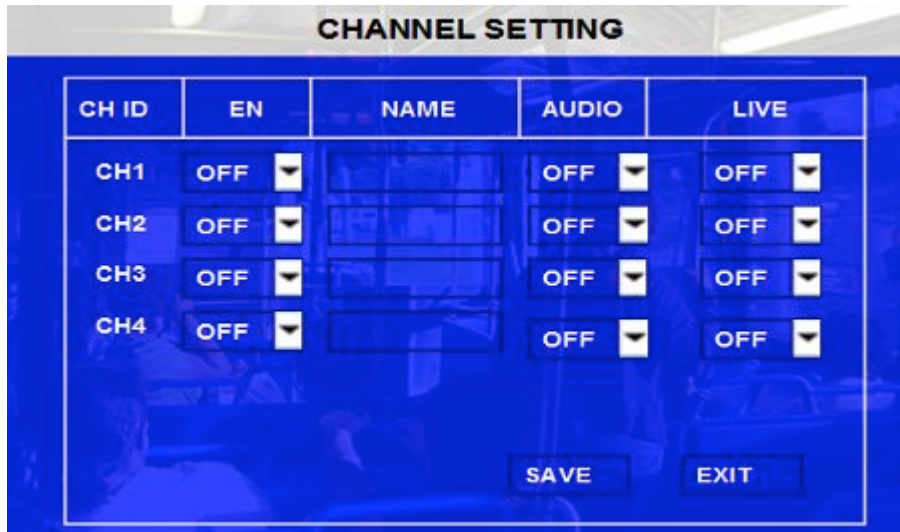 CHANNEL SETTING
CH ID EN NAME AUDIO LIVE
CH1 OFF OFF OFF
CH2 OFF OFF OFF
CH3 OFF OFF OFF
CH4 OFF OFF OFF
SAVE EXIT